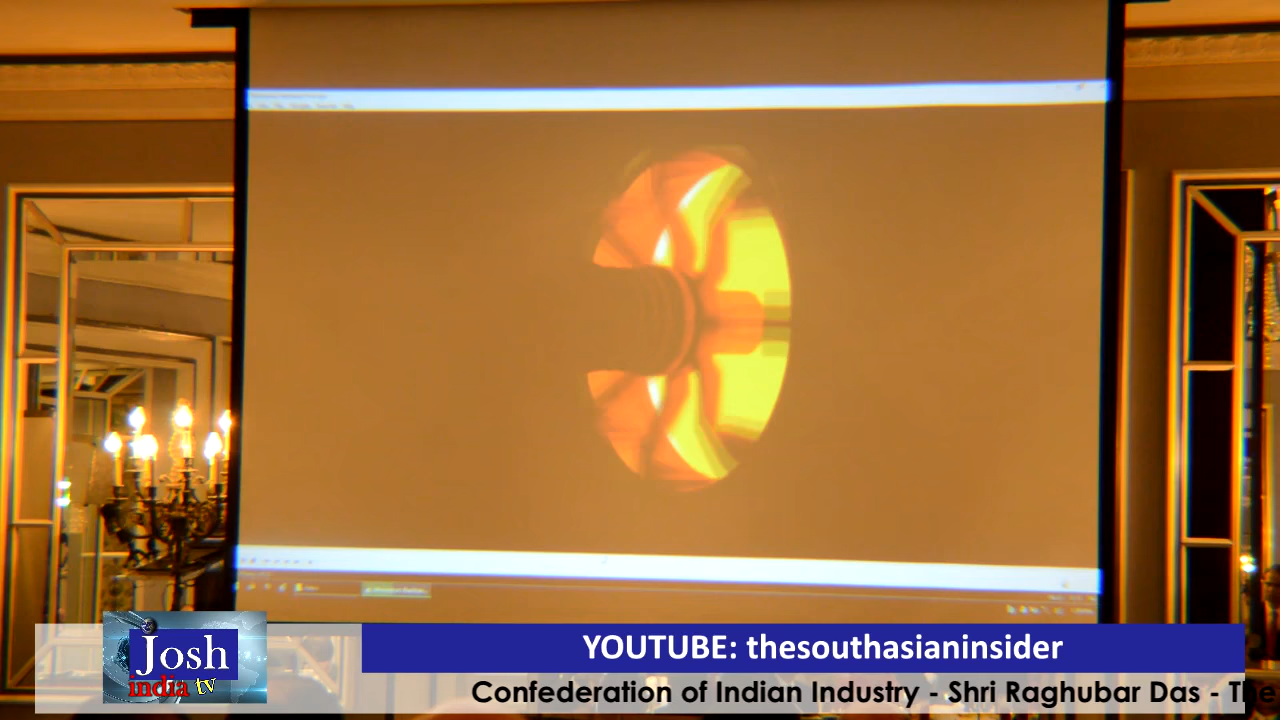 Josh
india tv
YOUTUBE: thesouthasianinsider
Confederation of Indian Industry - Shri Raghubar Das - The